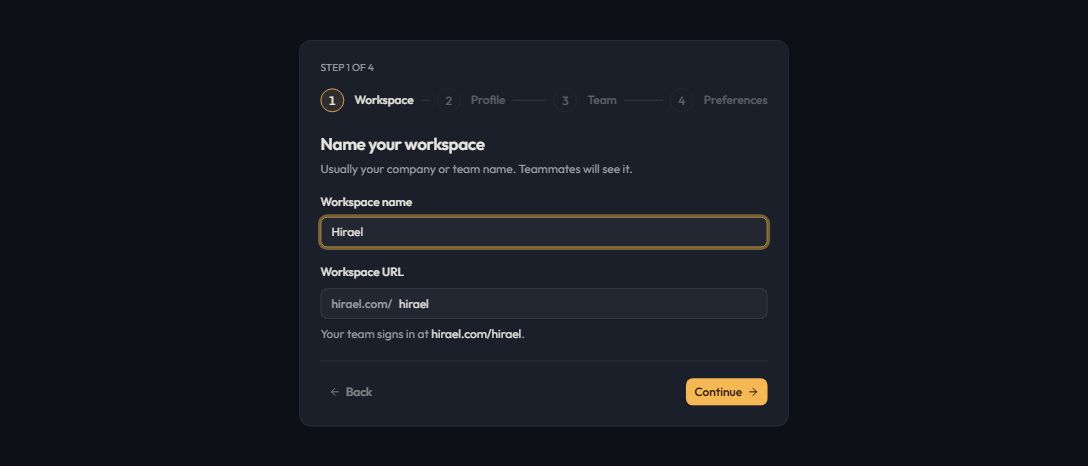 STEP 1 OF 4
1 Workspace 2 Profile 3 Team 4 Preferences
Name your workspace
Usually your company or team name. Teammates will see it.
Workspace name
Hirael
Workspace URL
hirael.com/ hirael
Your team signs in at hirael.com/hirael.
← Back Continue →